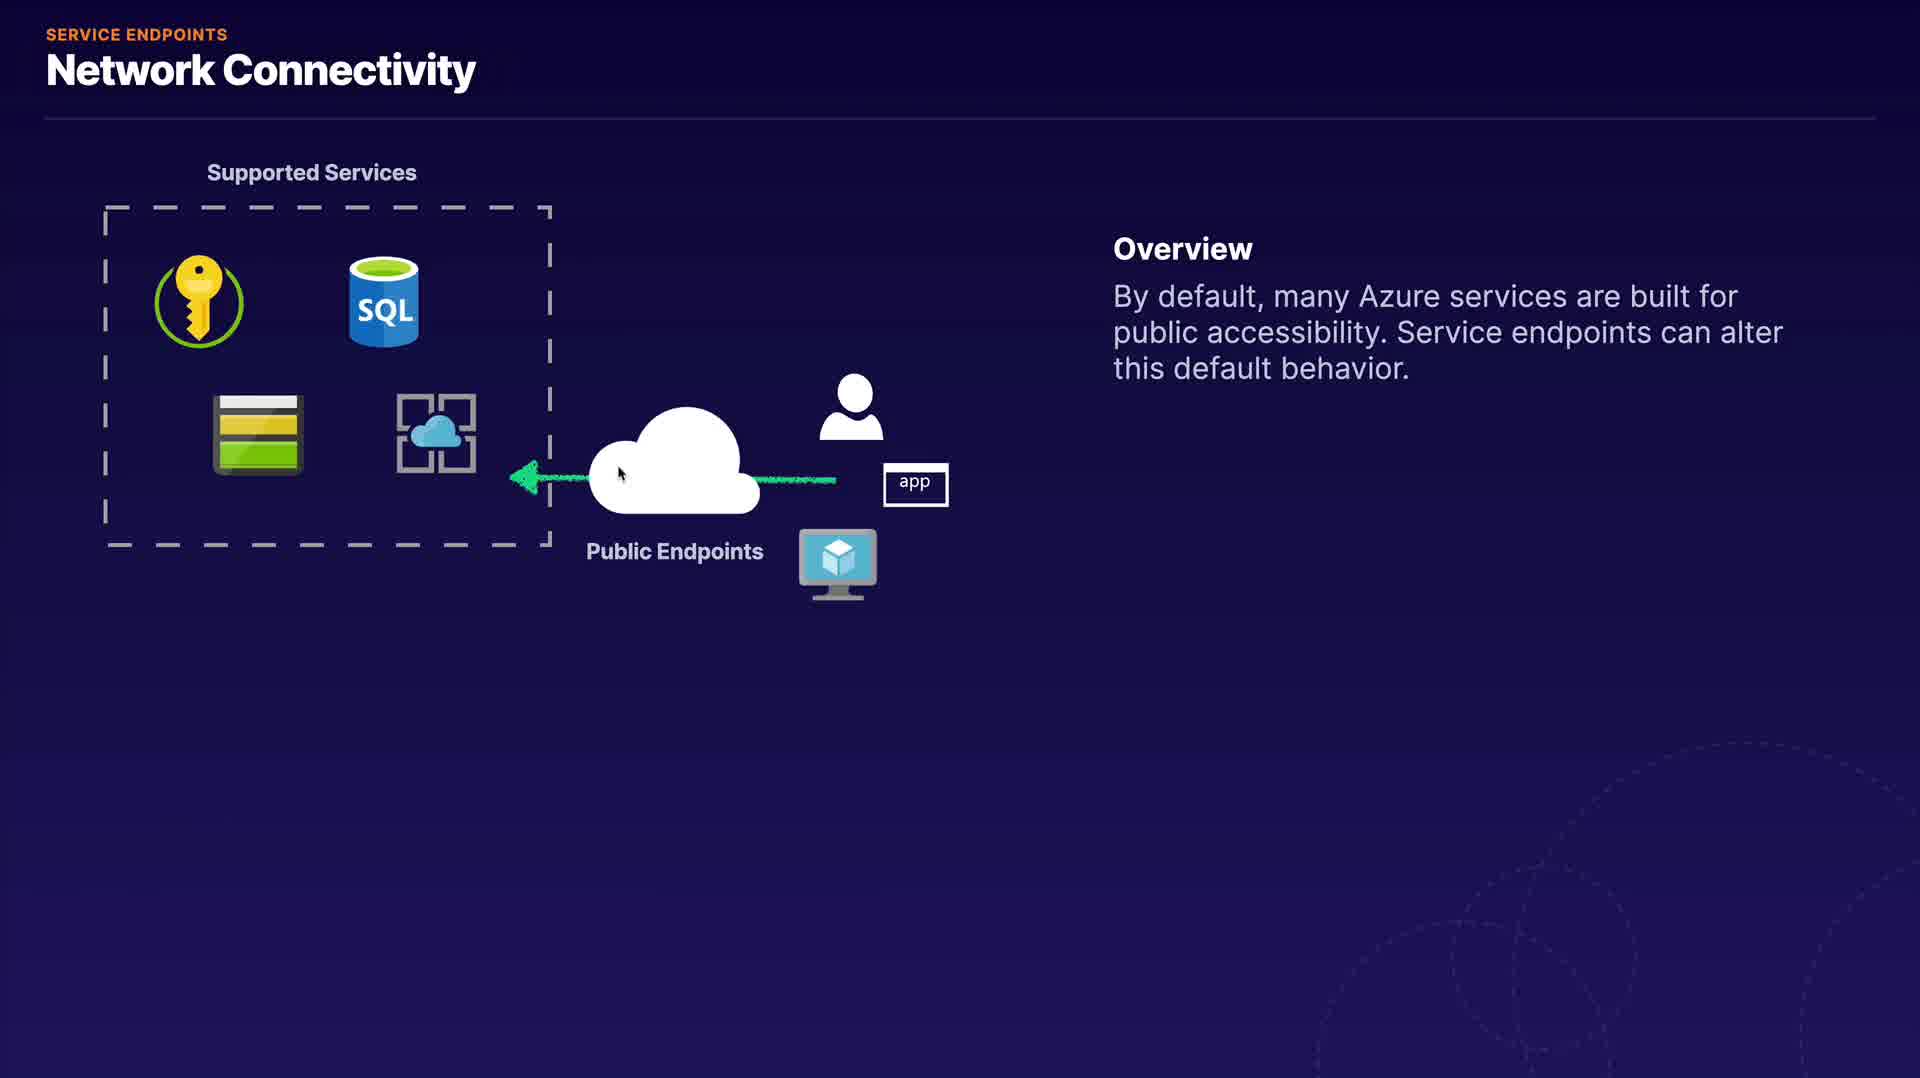 SERVICE ENDPOINTS
Network Connectivity
Supported Services
SQL
app
Public Endpoints
Overview
By default, many Azure services are built for
public accessibility. Service endpoints can alter
this default behavior.